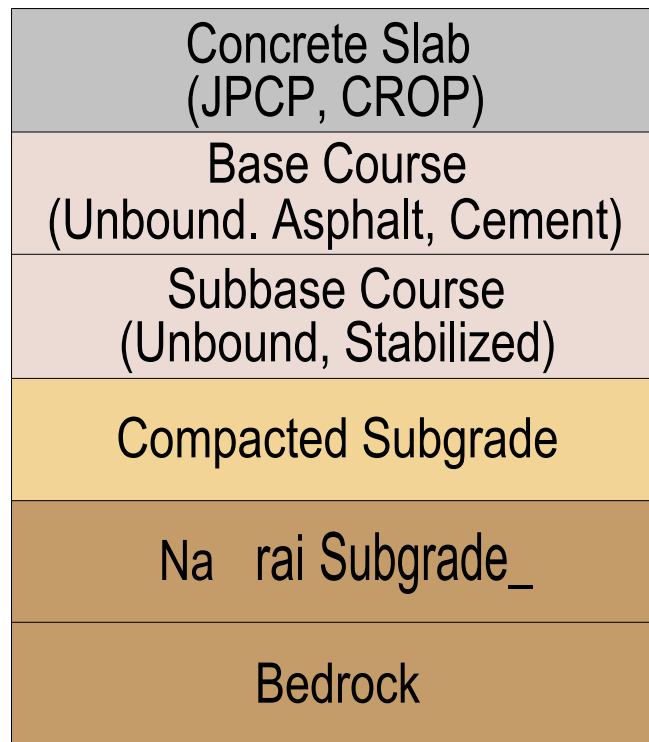 Concrete Slab
(JPCP, CROP)
Base Course
(Unbound. Asphalt, Cement)
Subbase Course
(Unbound, Stabilized)
Compacted Subgrade
Na rai Subgrade_
Bedrock